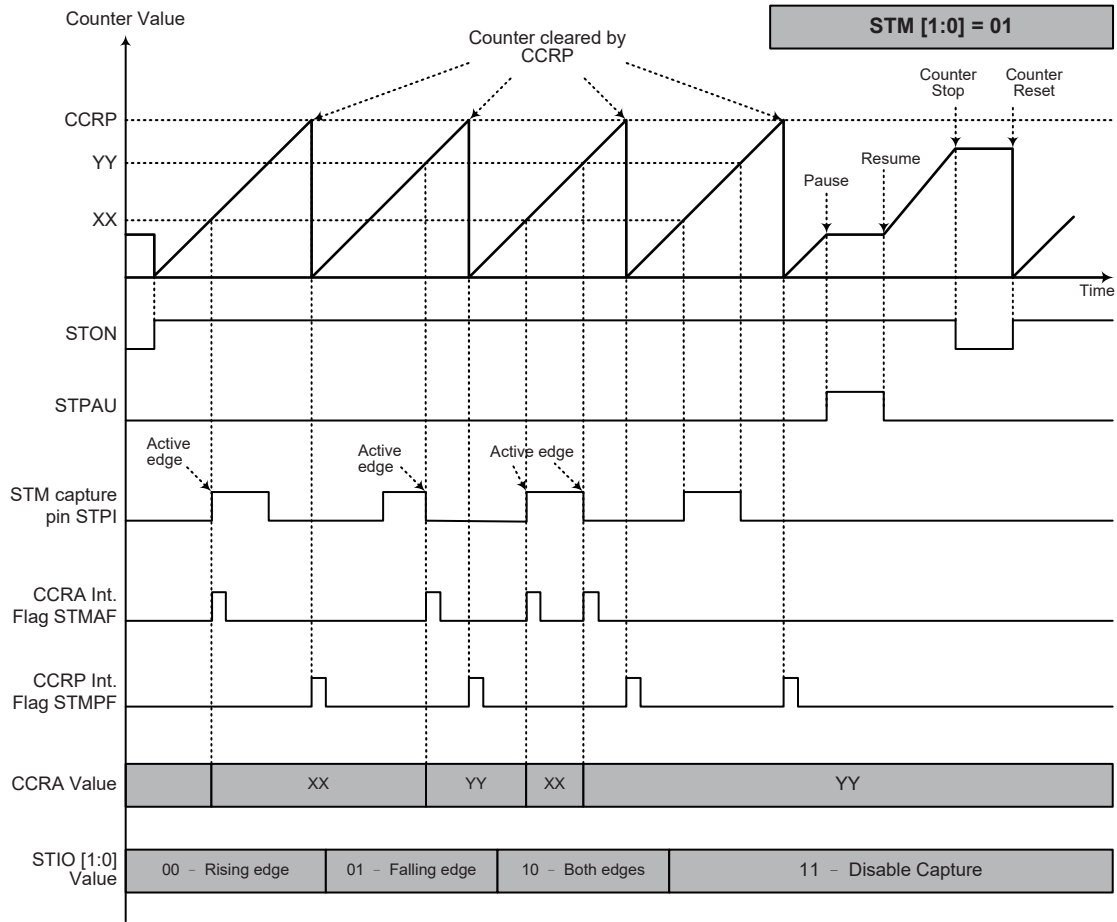 Counter Value
STM [1:0] = 01
Counter cleared by
CCRP
Counter
Stop
Counter
Reset
CCRP
YY
Resume
Pause
XX
Time
STON
STPAU
Active
edge
Active
edge
Active edge
STM capture
pin STPI
CCRA Int.
Flag STMAF
CCRP Int.
Flag STMPF
CCRA Value
XX
YY
XX
YY
STIO [1:0]
Value
00 – Rising edge
01 – Falling edge
10 – Both edges
11 – Disable Capture